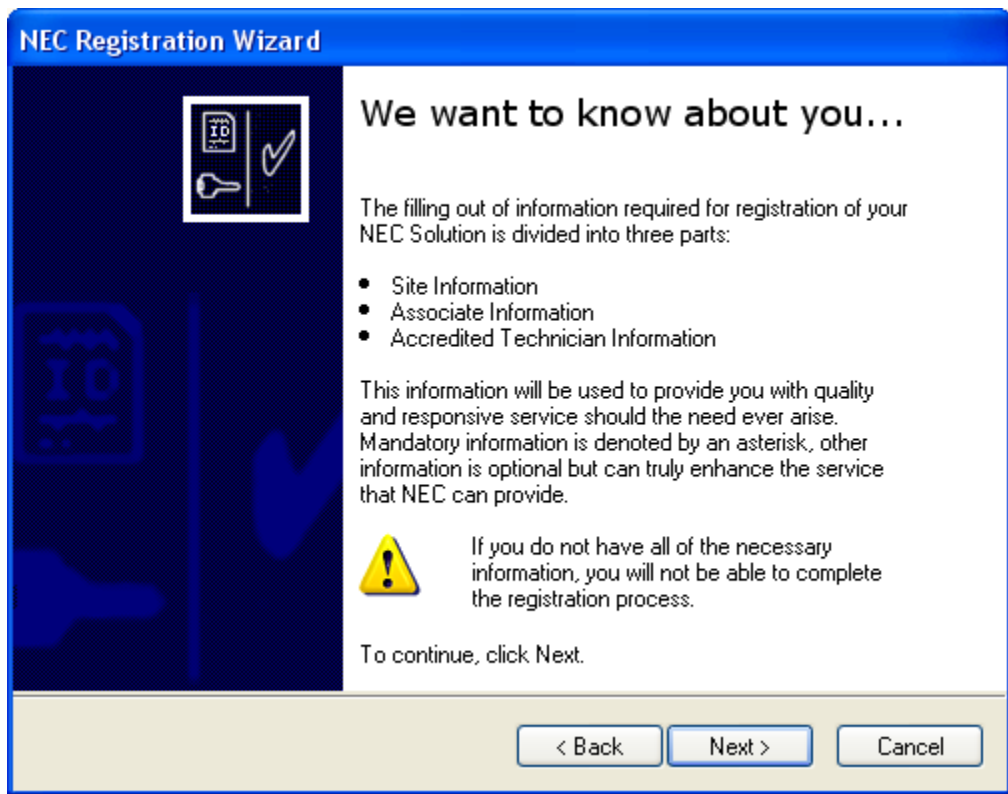 NEC Registration Wizard
ID
We want to know about you...
The filling out of information required for registration of your
NEC Solution is divided into three parts:
• Site Information
• Associate Information
• Accredited Technician Information
This information will be used to provide you with quality
and responsive service should the need ever arise.
Mandatory information is denoted by an asterisk, other
information is optional but can truly enhance the service
that NEC can provide.
ID
If you do not have all of the necessary
information, you will not be able to complete
the registration process.
To continue, click Next.
< Back Next > Cancel